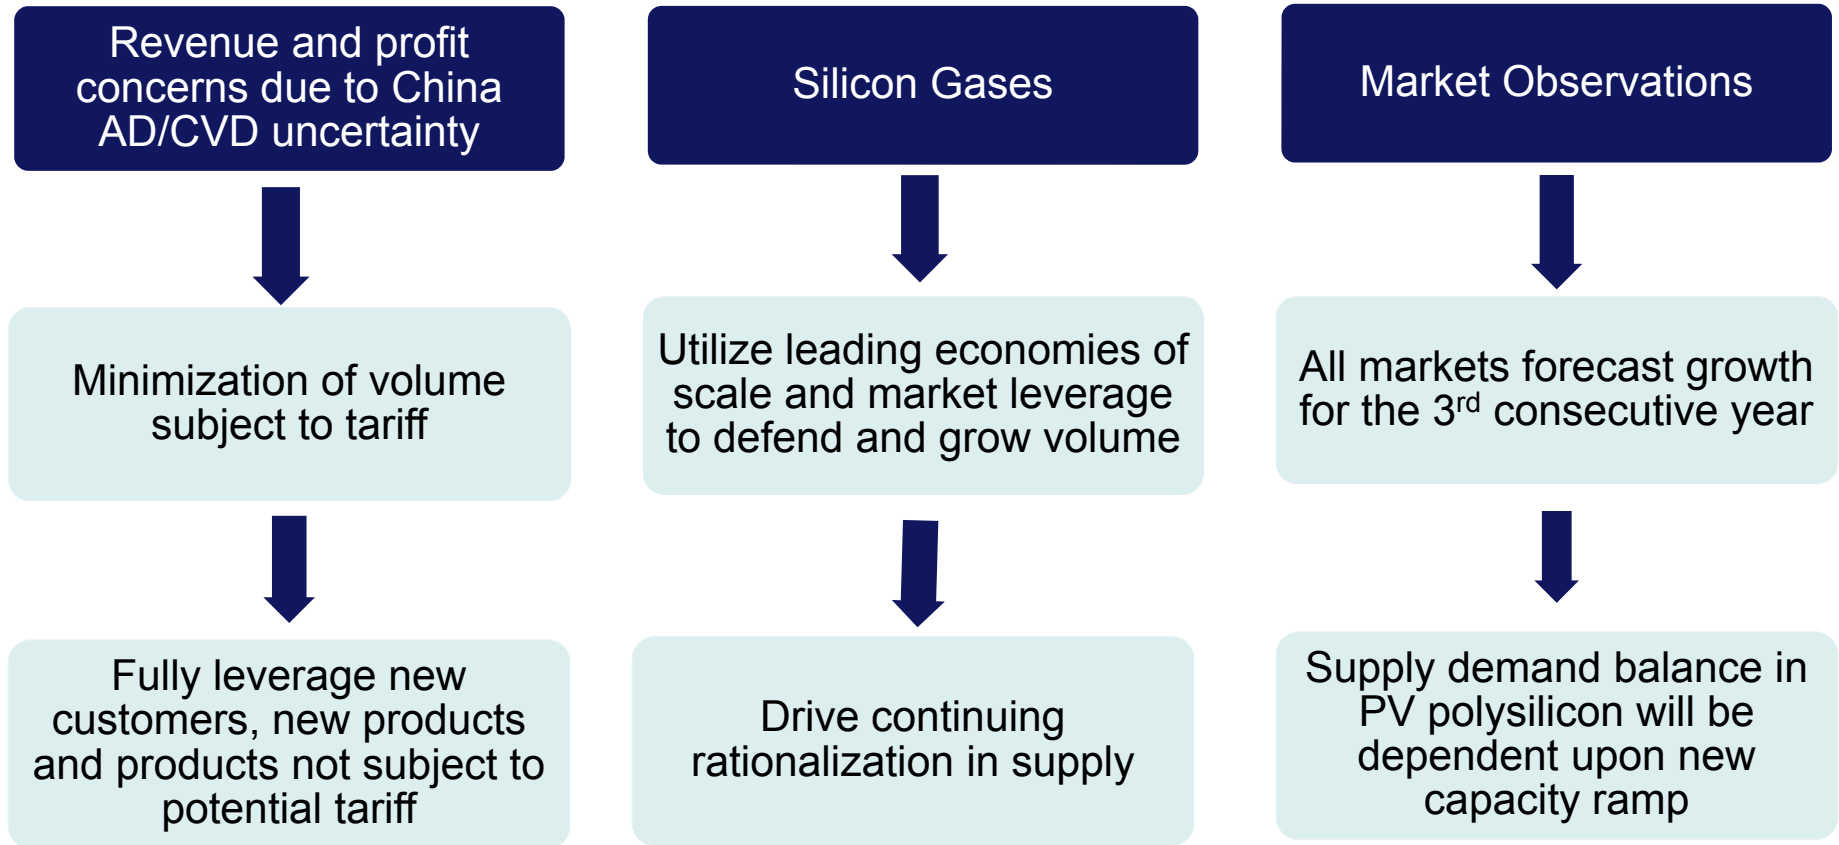 Revenue and profit
concerns due to China
AD/CVD uncertainty
Minimization of volume
subject to tariff
Fully leverage new
customers, new products
and products not subject to
potential tariff
Silicon Gases
Utilize leading economies of
scale and market leverage
to defend and grow volume
Drive continuing
rationalization in supply
Market Observations
All markets forecast growth
for the 3rd consecutive year
Supply demand balance in
PV polysilicon will be
dependent upon new
capacity ramp